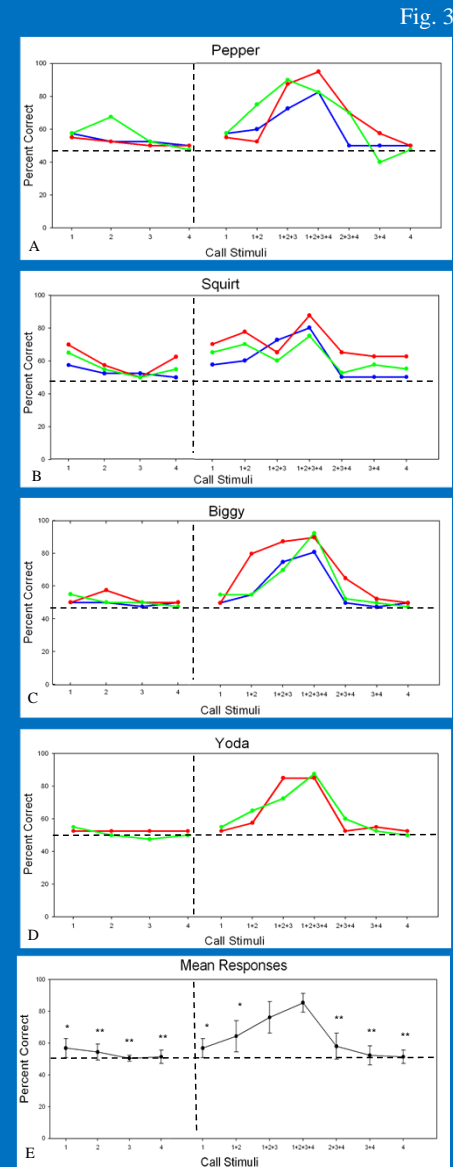 Fig. 3
Pepper
Percent Correct
100
80
60
40
20
0
1 2 3 4 1 1+2 1+2+3 1+2+3+4 2+3+4 3+4 4
A
Call Stimuli
Squirt
Percent Correct
100
80
60
40
20
0
1 2 3 4 1 1+2 1+2+3 1+2+3+4 2+3+4 3+4 4
B
Call Stimuli
Biggy
Percent Correct
100
80
60
40
20
0
1 2 3 4 1 1+2 1+2+3 1+2+3+4 2+3+4 3+4 4
C
Call Stimuli
Yoda
Percent Correct
100
80
60
40
20
0
1 2 3 4 1 1+2 1+2+3 1+2+3+4 2+3+4 3+4 4
D
Call Stimuli
Mean Responses
Percent Correct
100
80
60
40
20
0
* ** ** ** * * ** ** **
1 2 3 4 1 1+2 1+2+3 1+2+3+4 2+3+4 3+4 4
E
Call Stimuli